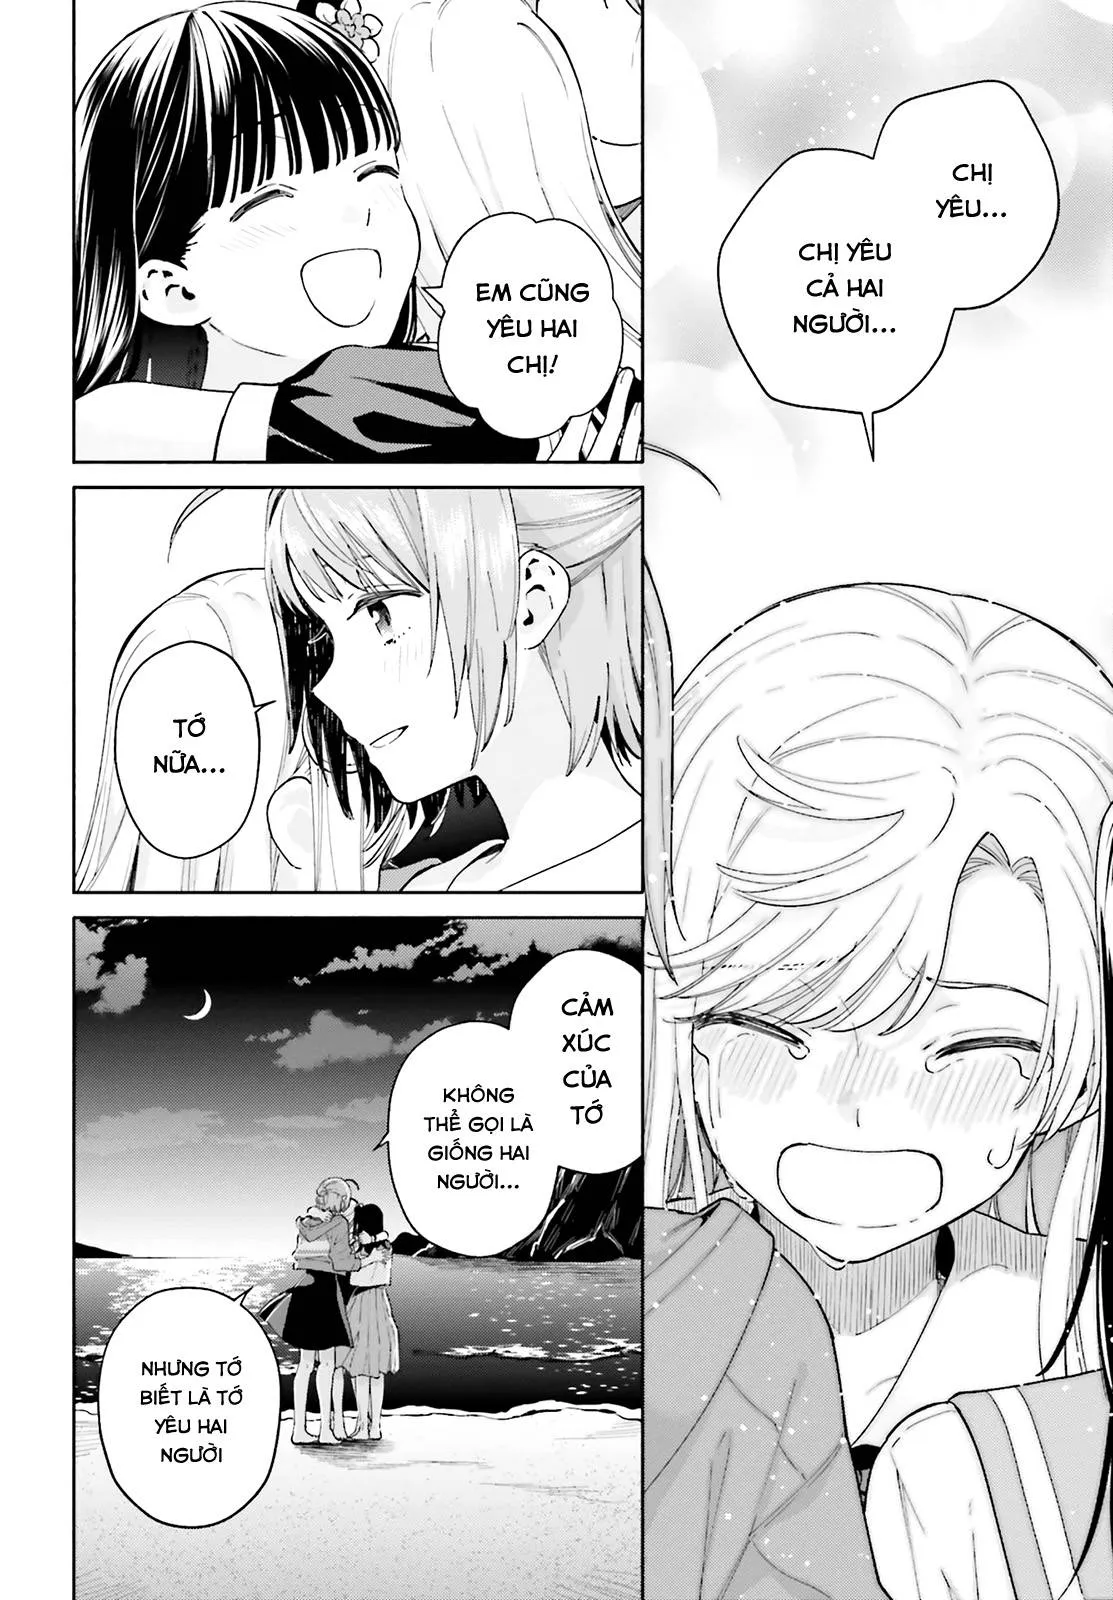 CHỊ
YÊU...
CHỊ YÊU
CẢ HAI
NGƯỜI...
EM CŨNG
YÊU HAI
CHỊ!
TỚ
NỮA...
CẢM
XÚC
CỦA
TỚ
KHÔNG
THỂ GỌI LÀ
GIỐNG HAI
NGƯỜI...
NHƯNG TỚ
BIẾT LÀ TỚ
YÊU HAI
NGƯỜI